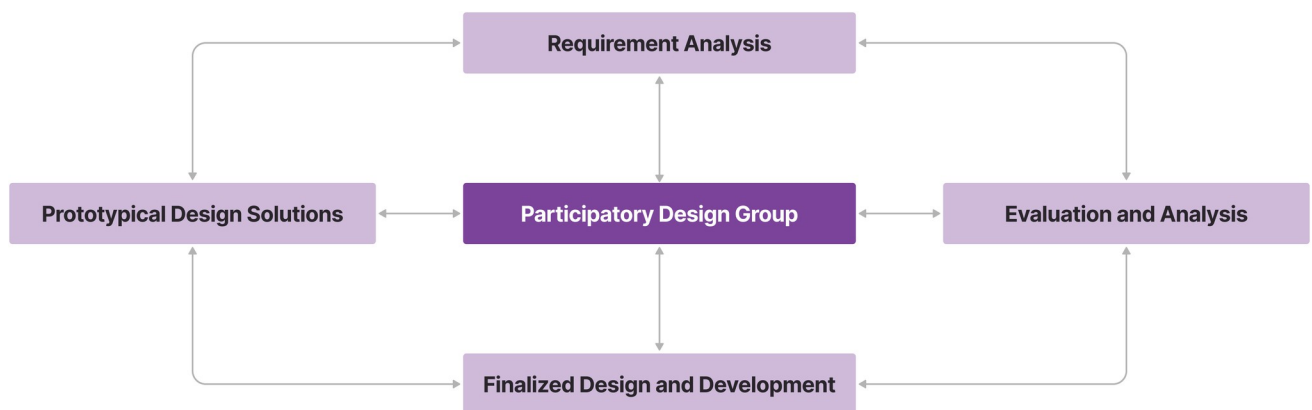 Requirement Analysis
Prototypical Design Solutions
Participatory Design Group
Evaluation and Analysis
Finalized Design and Development